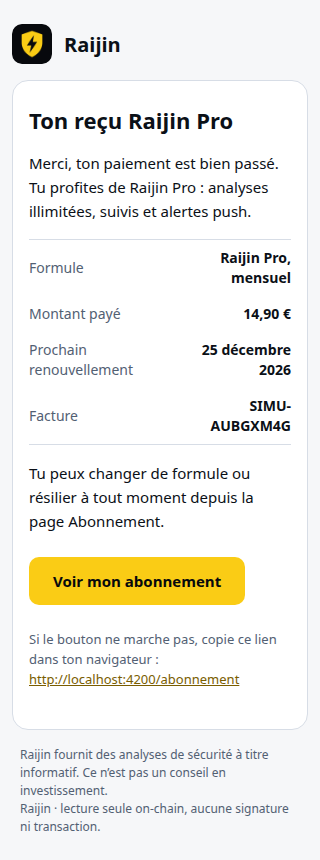 Raijin
Ton reçu Raijin Pro
Merci, ton paiement est bien passé.
Tu profites de Raijin Pro : analyses
illimitées, suivis et alertes push.
Formule
Raijin Pro,
mensuel
Montant payé
14,90 €
Prochain
renouvellement
25 décembre
2026
Facture
SIMU-
AUBGXM4G
Tu peux changer de formule ou
résilier à tout moment depuis la
page Abonnement.
Voir mon abonnement
Si le bouton ne marche pas, copie ce lien
dans ton navigateur :
http://localhost:4200/abonnement
Raijin fournit des analyses de sécurité à titre
informatif. Ce n’est pas un conseil en
investissement.
Raijin · lecture seule on-chain, aucune signature
ni transaction.